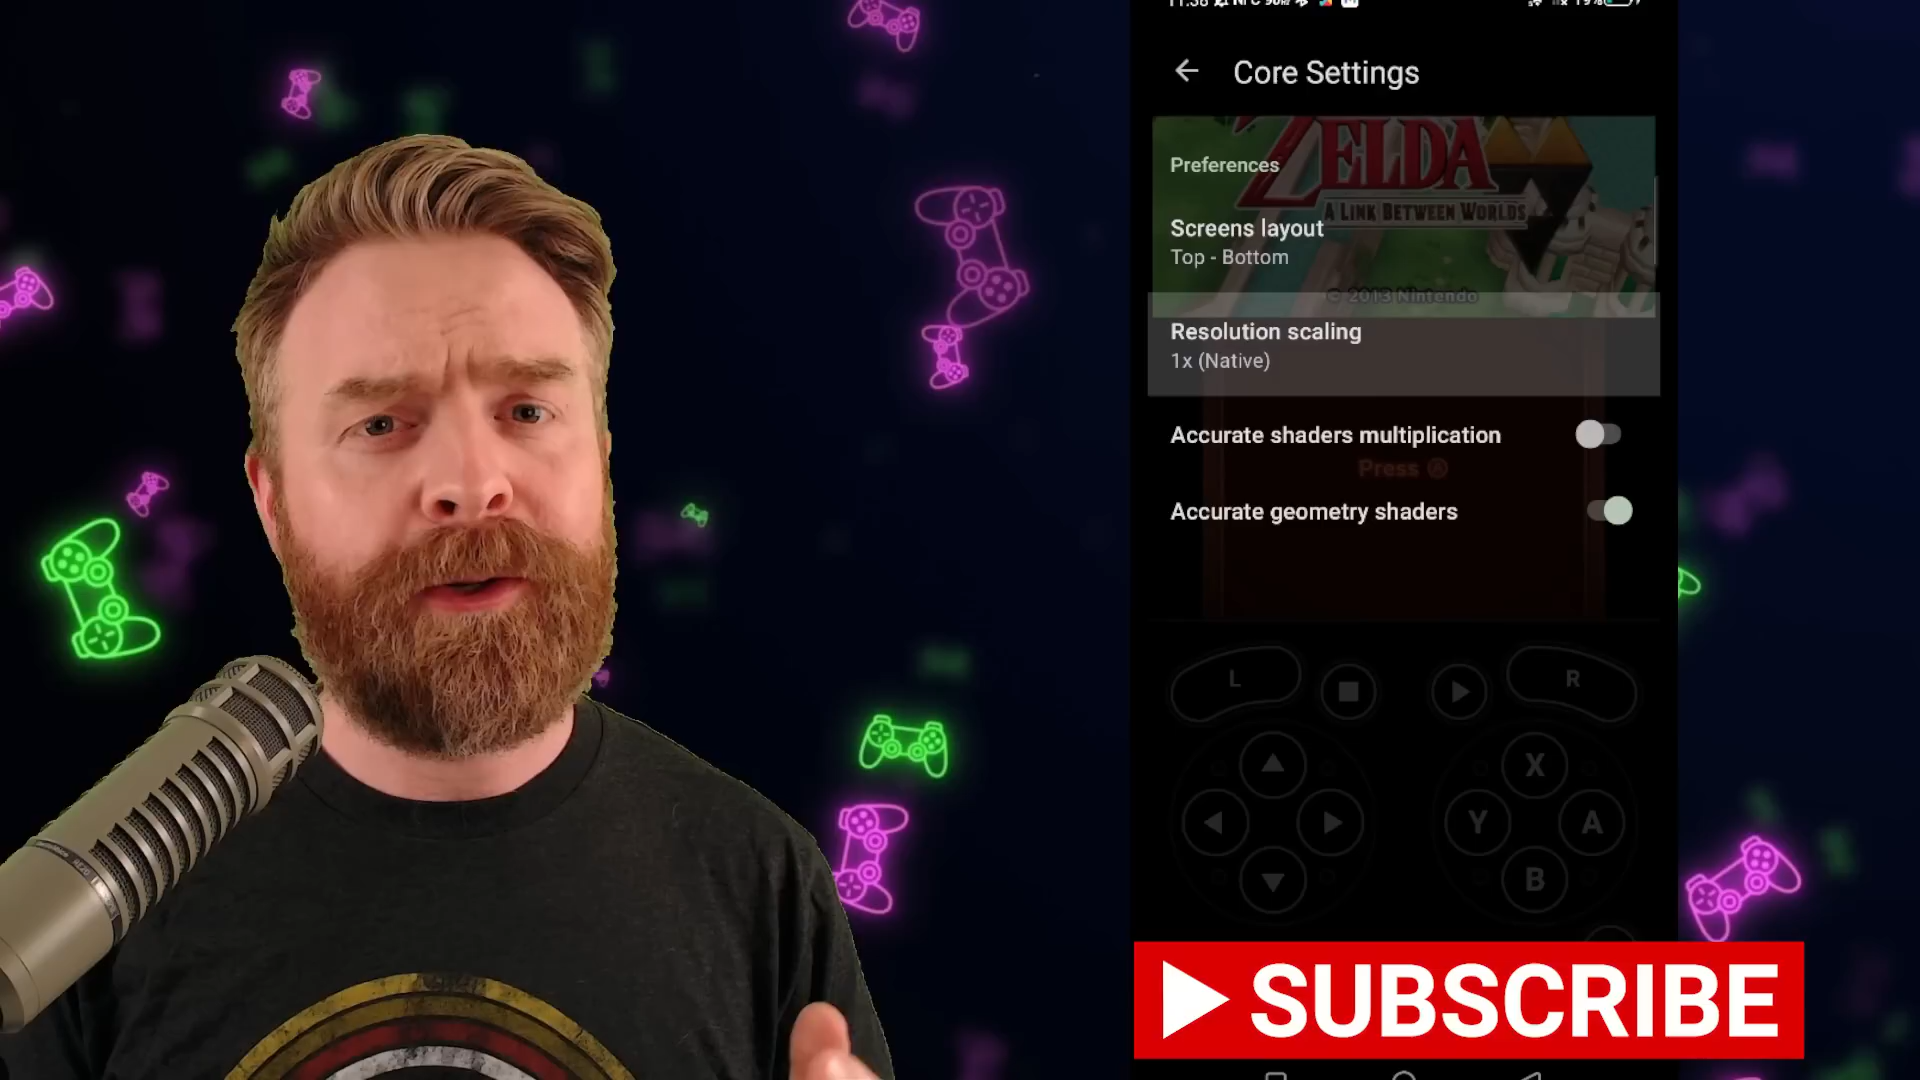 Core Settings
ZELDA
Preferences
A LINK BETWEEN WORLDS
Screens layout
Top - Bottom
© 2013 Nintendo
Resolution scaling
1x (Native)
Accurate shaders multiplication
Press A
Accurate geometry shaders
L
R
X
Y
A
B
SUBSCRIBE